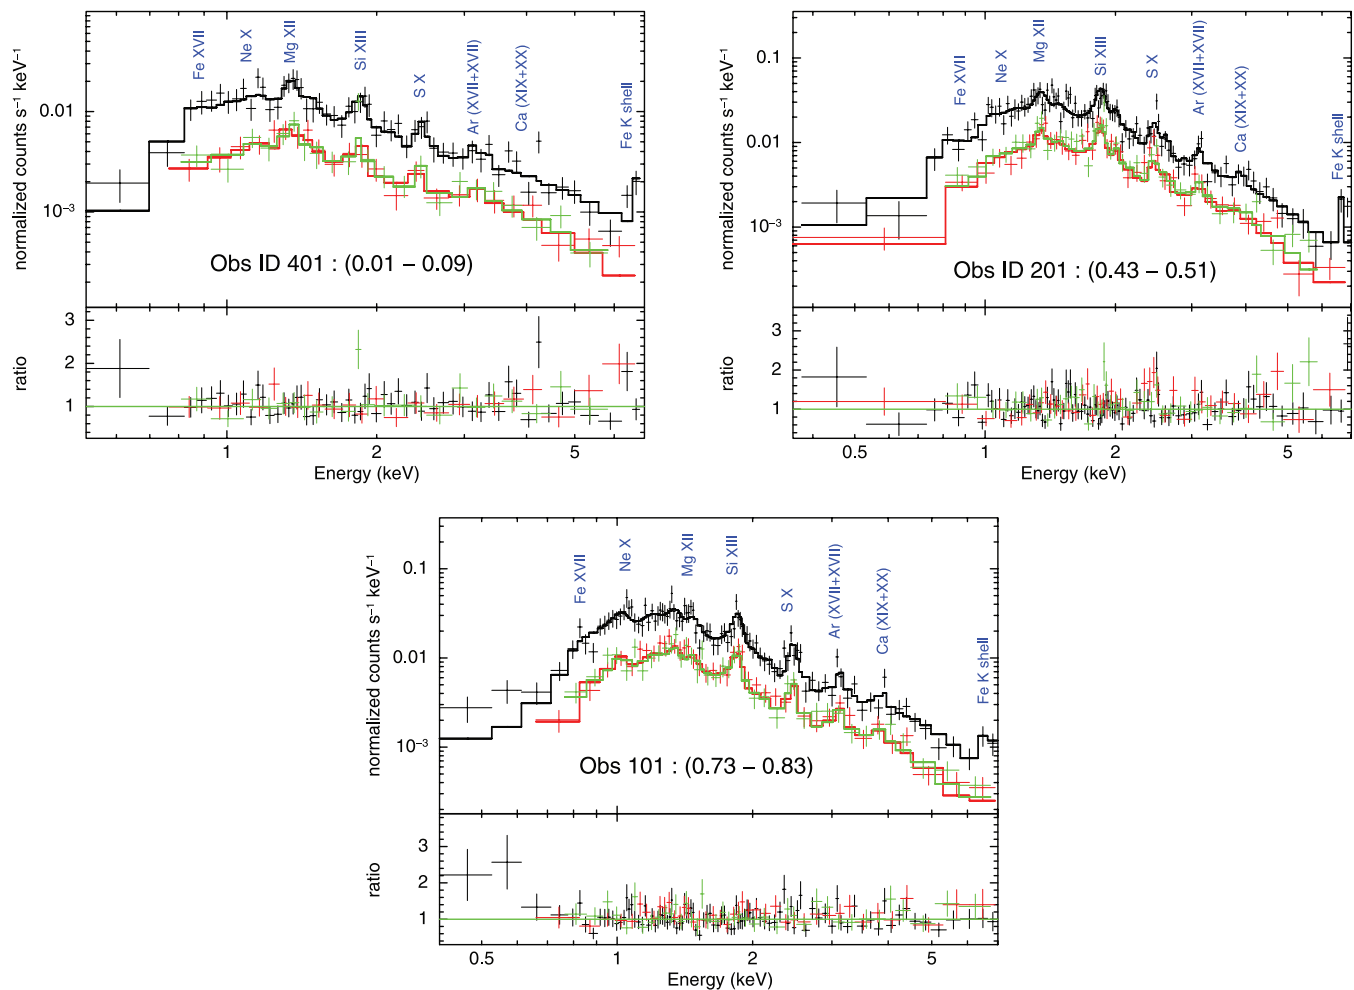 normalized counts s⁻¹ keV⁻¹
0.01
10⁻³
Fe XVII
Ne X
Mg XII
Si XIII
S X
Ar (XVII+XVII)
Ca (XIX+XX)
Fe K shell
Obs ID 401 : (0.01 – 0.09)
ratio
3
2
1
1
2
5
Energy (keV)
normalized counts s⁻¹ keV⁻¹
0.1
0.01
10⁻³
Fe XVII
Ne X
Mg XII
Si XIII
S X
Ar (XVII+XVII)
Ca (XIX+XX)
Fe K shell
Obs ID 201 : (0.43 – 0.51)
ratio
3
2
1
0.5
1
2
5
Energy (keV)
normalized counts s⁻¹ keV⁻¹
0.1
0.01
10⁻³
Fe XVII
Ne X
Mg XII
Si XIII
S X
Ar (XVII+XVII)
Ca (XIX+XX)
Fe K shell
Obs 101 : (0.73 – 0.83)
ratio
3
2
1
0.5
1
2
5
Energy (keV)